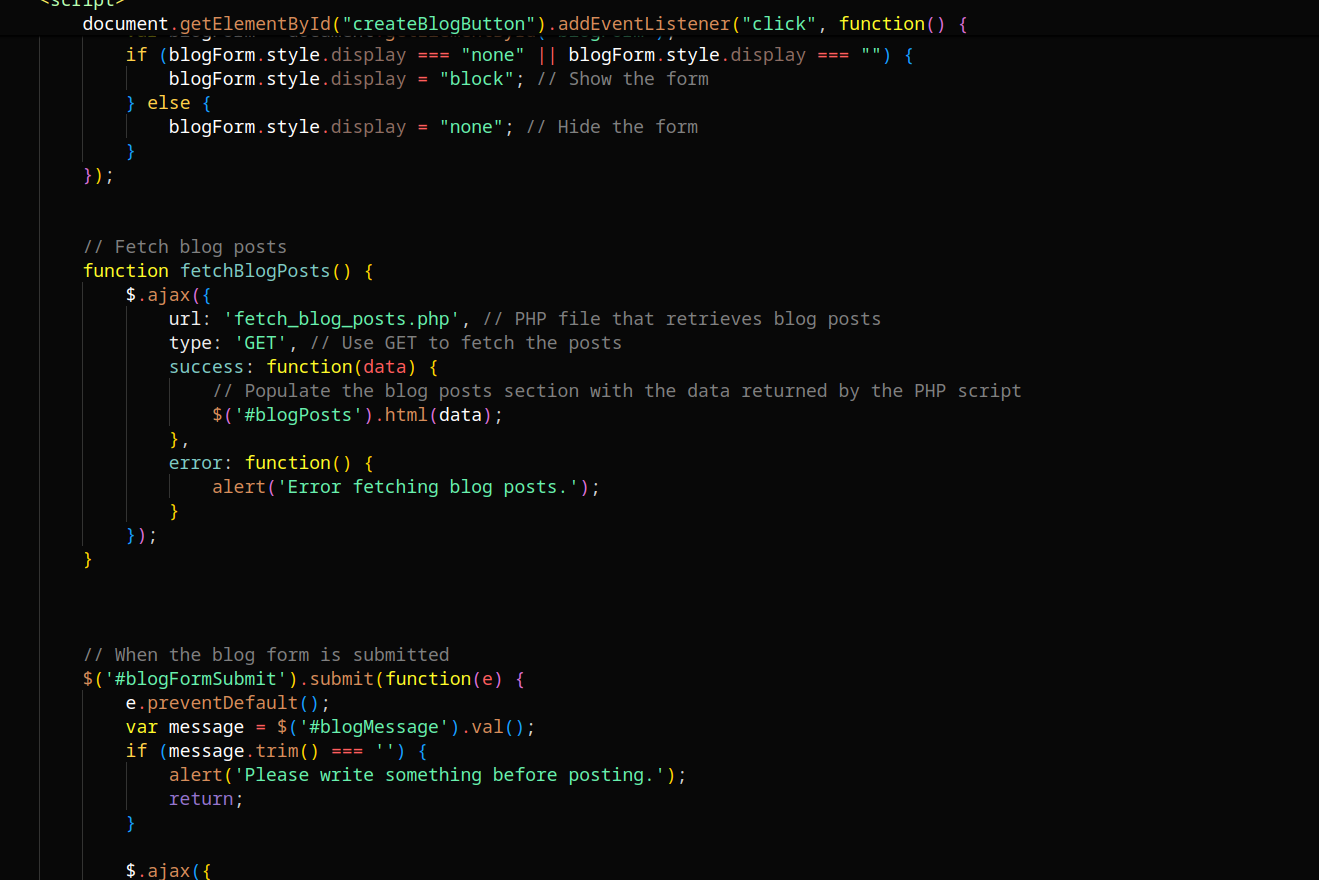 <script>
document.getElementById("createBlogButton").addEventListener("click", function() {
if (blogForm.style.display === "none" || blogForm.style.display === "") {
blogForm.style.display = "block"; // Show the form
} else {
blogForm.style.display = "none"; // Hide the form
}
});
// Fetch blog posts
function fetchBlogPosts() {
$.ajax({
url: 'fetch_blog_posts.php', // PHP file that retrieves blog posts
type: 'GET', // Use GET to fetch the posts
success: function(data) {
// Populate the blog posts section with the data returned by the PHP script
$('#blogPosts').html(data);
},
error: function() {
alert('Error fetching blog posts.');
}
});
}
// When the blog form is submitted
$('#blogFormSubmit').submit(function(e) {
e.preventDefault();
var message = $('#blogMessage').val();
if (message.trim() === '') {
alert('Please write something before posting.');
return;
}
$.ajax({